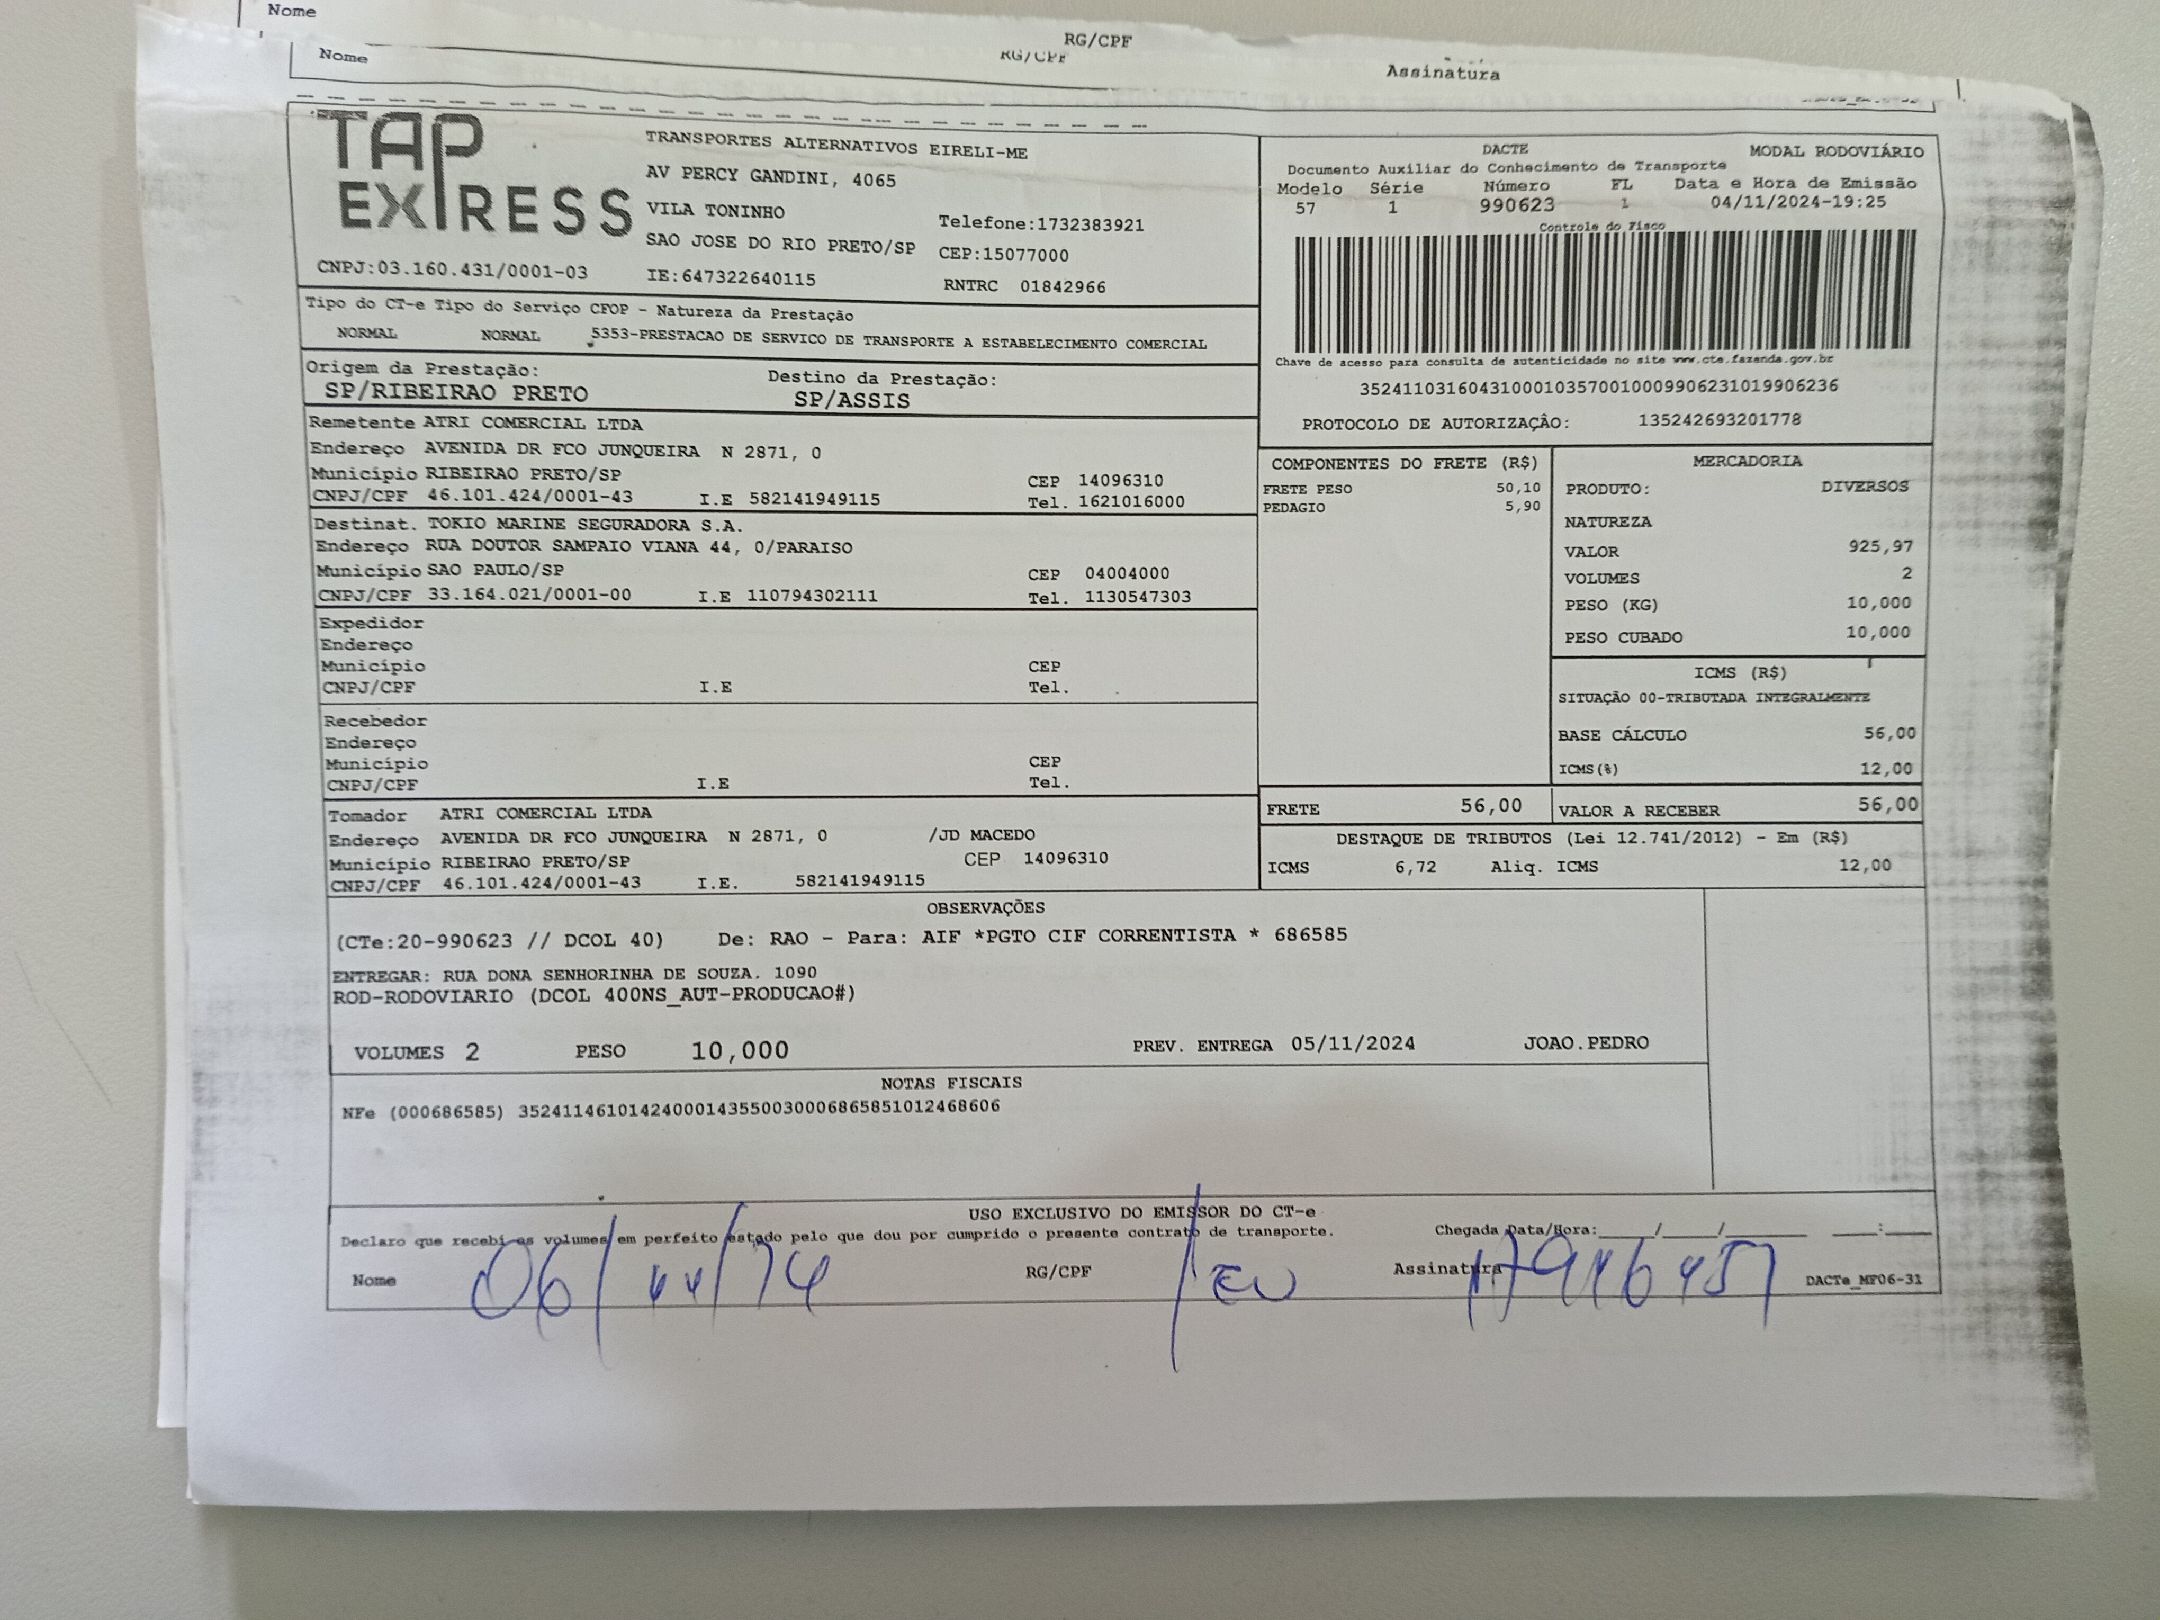 Nome
RG/CPF
Nome
RG/CPF
Assinatura
TAP EXPRESS
TRANSPORTES ALTERNATIVOS EIRELI-ME
AV PERCY GANDINI, 4065
VILA TONINHO
Telefone:1732383921
SAO JOSE DO RIO PRETO/SP CEP:15077000
CNPJ:03.160.431/0001-03 IE:647322640115 RNTRC 01842966
DACTE MODAL RODOVIÁRIO
Documento Auxiliar do Conhecimento de Transporte
Modelo Série Número FL Data e Hora de Emissão
57 1 990623 1 04/11/2024-19:25
Controle do Fisco
Chave de acesso para consulta de autenticidade no site www.cte.fazenda.gov.br
35241103160431000103570010009906231019906236
PROTOCOLO DE AUTORIZAÇÂO: 135242693201778
Tipo do CT-e Tipo do Serviço CFOP - Natureza da Prestação
NORMAL NORMAL 5353-PRESTACAO DE SERVICO DE TRANSPORTE A ESTABELECIMENTO COMERCIAL
Origem da Prestação: Destino da Prestação:
SP/RIBEIRAO PRETO SP/ASSIS
Remetente ATRI COMERCIAL LTDA
Endereço AVENIDA DR FCO JUNQUEIRA N 2871, 0
Município RIBEIRAO PRETO/SP CEP 14096310
CNPJ/CPF 46.101.424/0001-43 I.E 582141949115 Tel. 1621016000
Destinat. TOKIO MARINE SEGURADORA S.A.
Endereço RUA DOUTOR SAMPAIO VIANA 44, 0/PARAISO
Município SAO PAULO/SP CEP 04004000
CNPJ/CPF 33.164.021/0001-00 I.E 110794302111 Tel. 1130547303
Expedidor
Endereço
Município CEP
CNPJ/CPF I.E Tel.
Recebedor
Endereço
Município CEP
CNPJ/CPF I.E Tel.
Tomador ATRI COMERCIAL LTDA
Endereço AVENIDA DR FCO JUNQUEIRA N 2871, 0 /JD MACEDO
Município RIBEIRAO PRETO/SP CEP 14096310
CNPJ/CPF 46.101.424/0001-43 I.E. 582141949115
COMPONENTES DO FRETE (R$)
FRETE PESO 50,10
PEDAGIO 5,90
MERCADORIA
PRODUTO: DIVERSOS
NATUREZA
VALOR 925,97
VOLUMES 2
PESO (KG) 10,000
PESO CUBADO 10,000
ICMS (R$)
SITUAÇÃO 00-TRIBUTADA INTEGRALMENTE
BASE CÁLCULO 56,00
ICMS(%) 12,00
FRETE 56,00 VALOR A RECEBER 56,00
DESTAQUE DE TRIBUTOS (Lei 12.741/2012) - Em (R$)
ICMS 6,72 Aliq. ICMS 12,00
OBSERVAÇÕES
(CTe:20-990623 // DCOL 40) De: RAO - Para: AIF *PGTO CIF CORRENTISTA * 686585
ENTREGAR: RUA DONA SENHORINHA DE SOUZA. 1090
ROD-RODOVIARIO (DCOL 400NS_AUT-PRODUCAO#)
VOLUMES 2 PESO 10,000 PREV. ENTREGA 05/11/2024 JOAO.PEDRO
NOTAS FISCAIS
NFe (000686585) 35241146101424000143550030006865851012468606
USO EXCLUSIVO DO EMISSOR DO CT-e
Declaro que recebi os volumes em perfeito estado pelo que dou por cumprido o presente contrato de transporte. Chegada Data/Hora:____/____/______ ___:___
Nome RG/CPF Assinatura DACTe_MF06-31